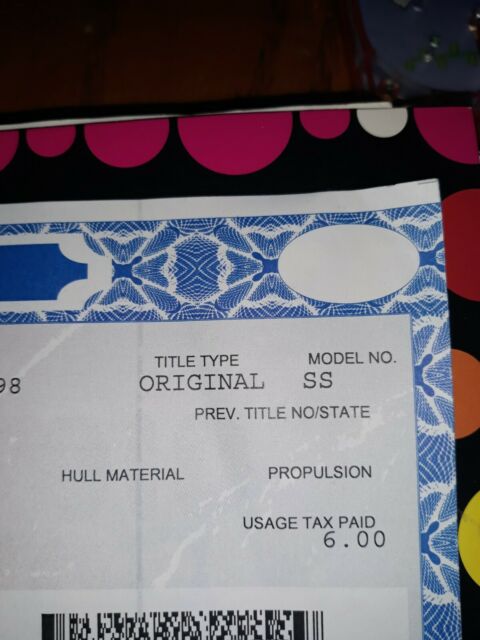 TITLE TYPE MODEL NO.
98 ORIGINAL SS
PREV. TITLE NO/STATE
HULL MATERIAL PROPULSION
USAGE TAX PAID
6.00